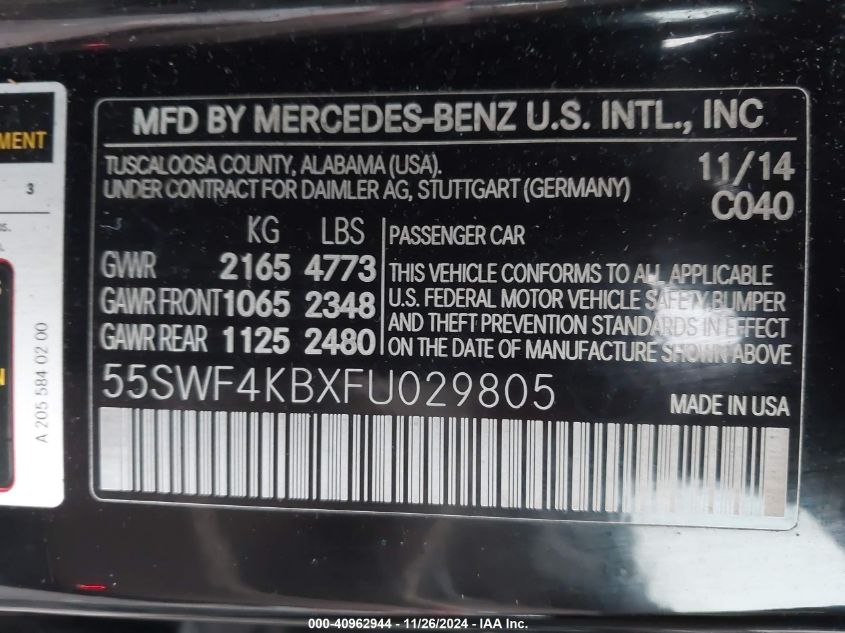 MENT
3
A 205 584 02 00
MFD BY MERCEDES-BENZ U.S. INTL., INC
TUSCALOOSA COUNTY, ALABAMA (USA). 11/14
UNDER CONTRACT FOR DAIMLER AG, STUTTGART (GERMANY) C040
KG LBS PASSENGER CAR
GVWR 2165 4773 THIS VEHICLE CONFORMS TO ALL APPLICABLE
GAWR FRONT 1065 2348 U.S. FEDERAL MOTOR VEHICLE SAFETY BUMPER
GAWR REAR 1125 2480 AND THEFT PREVENTION STANDARDS IN EFFECT
ON THE DATE OF MANUFACTURE SHOWN ABOVE
55SWF4KBXFU029805 MADE IN USA
000-40962944 — 11/26/2024 — IAA Inc.